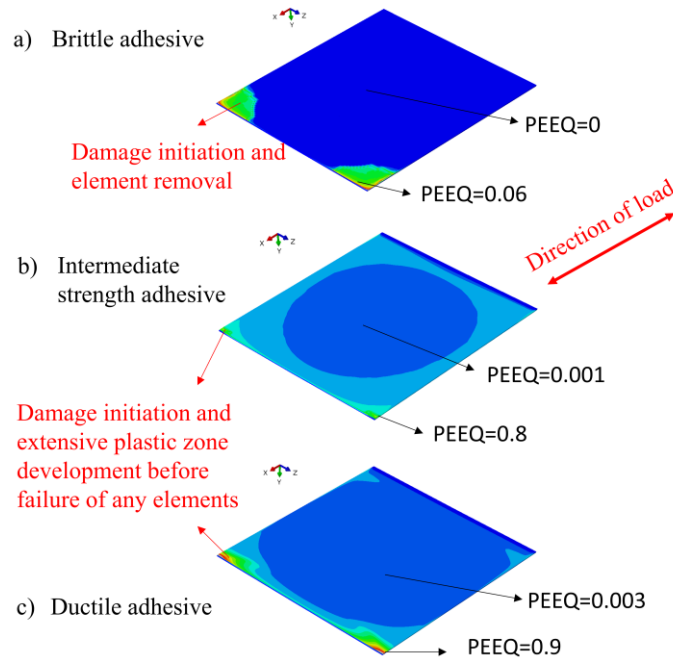 a) Brittle adhesive
X Z
Y
PEEQ=0
Damage initiation and
element removal
PEEQ=0.06
Direction of load
b) Intermediate
strength adhesive
X Z
Y
PEEQ=0.001
PEEQ=0.8
Damage initiation and
extensive plastic zone
development before
failure of any elements
X Z
Y
PEEQ=0.003
c) Ductile adhesive
PEEQ=0.9